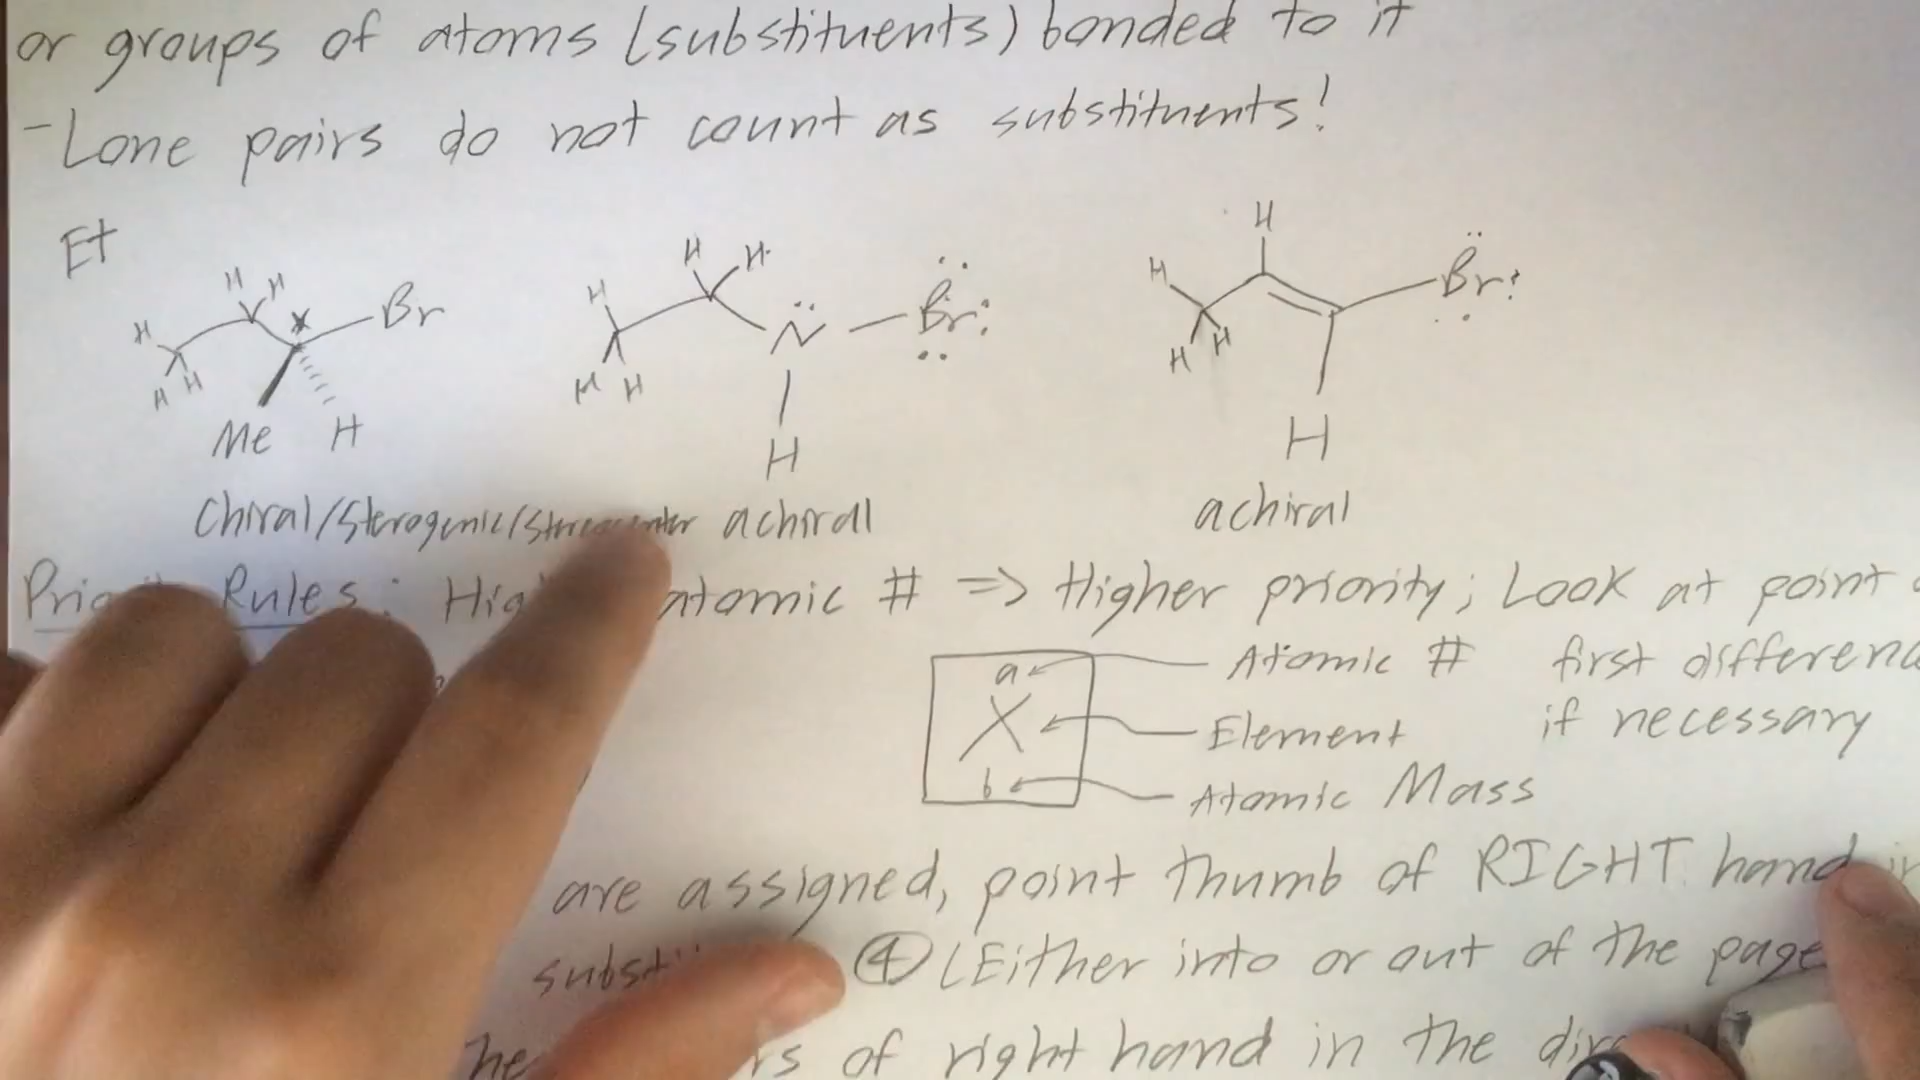 or groups of atoms (substituents) bonded to it
- Lone pairs do not count as substituents!
Et
H H Br
H
H H
Me H
H H
H N Br
H H
H
H
H Br
H H
H
Chiral/Sterogenic/ achiral achiral
Rules: atomic # => Higher priority; Look at point
a Atomic # first
X Element if necessary
b Atomic Mass
are assigned, point thumb of RIGHT hand
④ (Either into or out of the page
of right hand in the